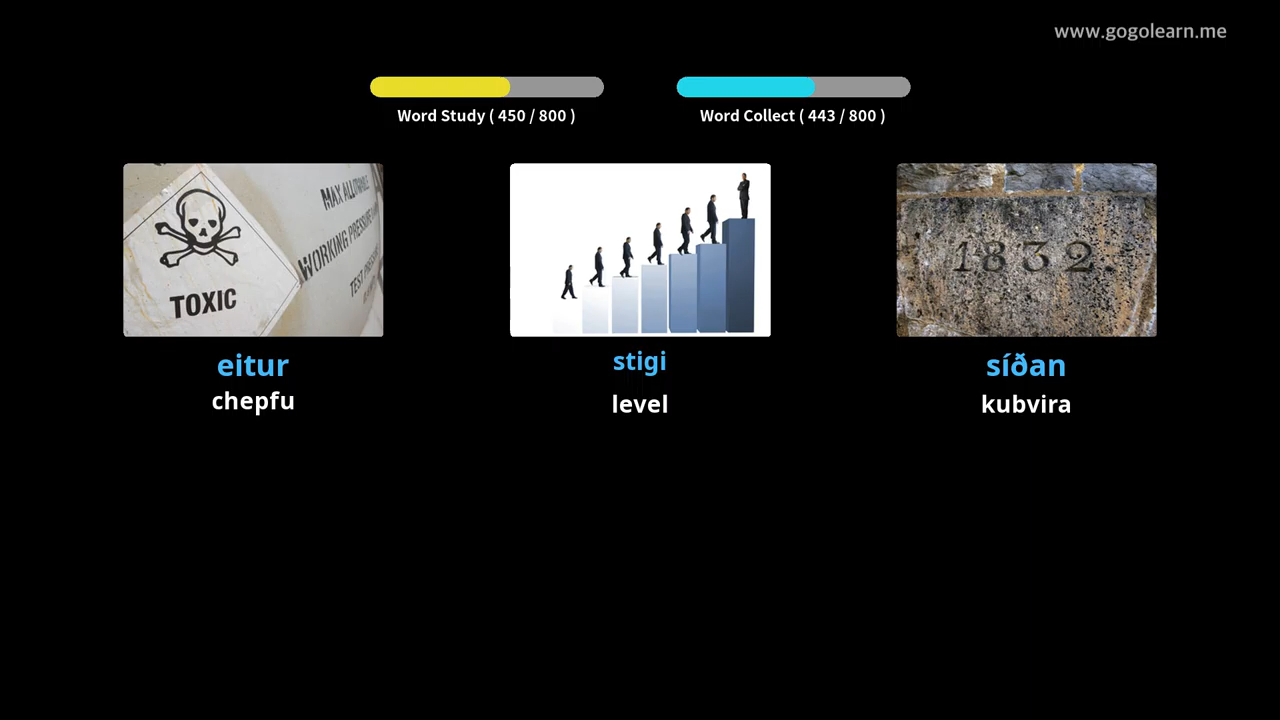 www.gogolearn.me
Word Study ( 450 / 800 )
Word Collect ( 443 / 800 )
TOXIC
MAX ALLOWABLE
WORKING PRESSURE
TEST
1832.
eitur
stigi
síðan
chepfu
level
kubvira